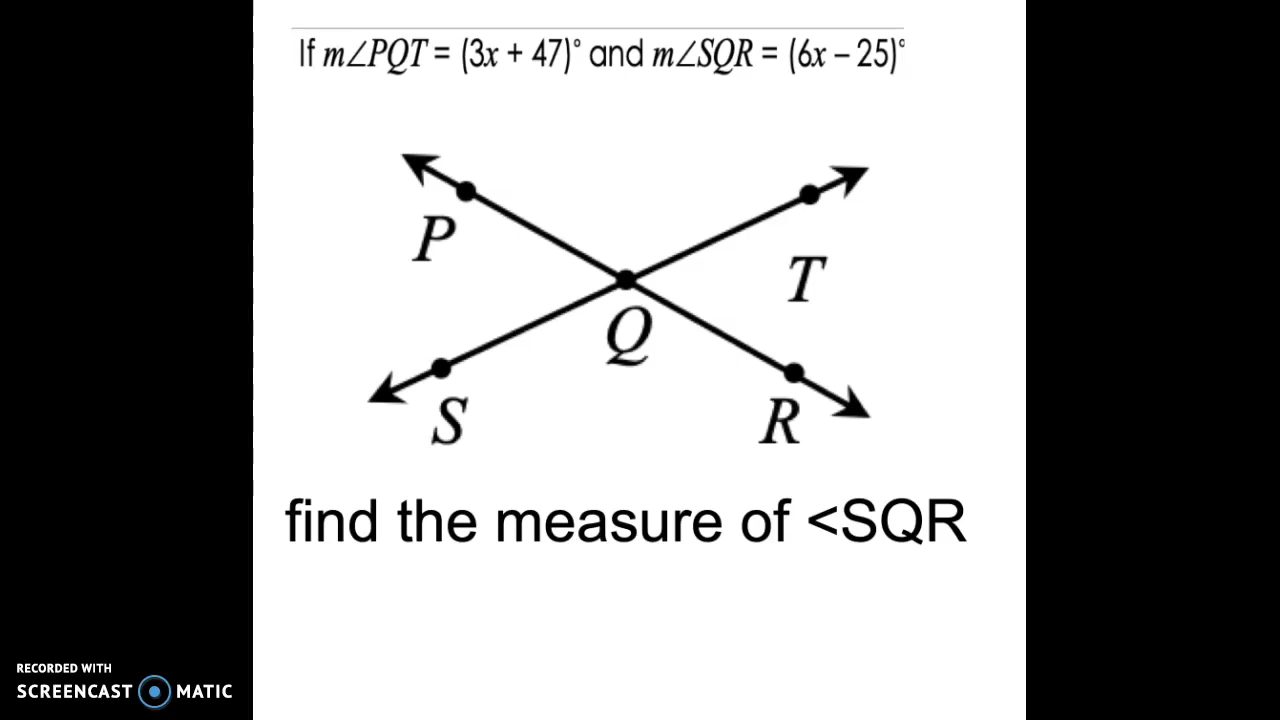 If m∠PQT = (3x + 47)° and m∠SQR = (6x – 25)°
P
T
Q
S
R
find the measure of <SQR
RECORDED WITH
SCREENCAST MATIC